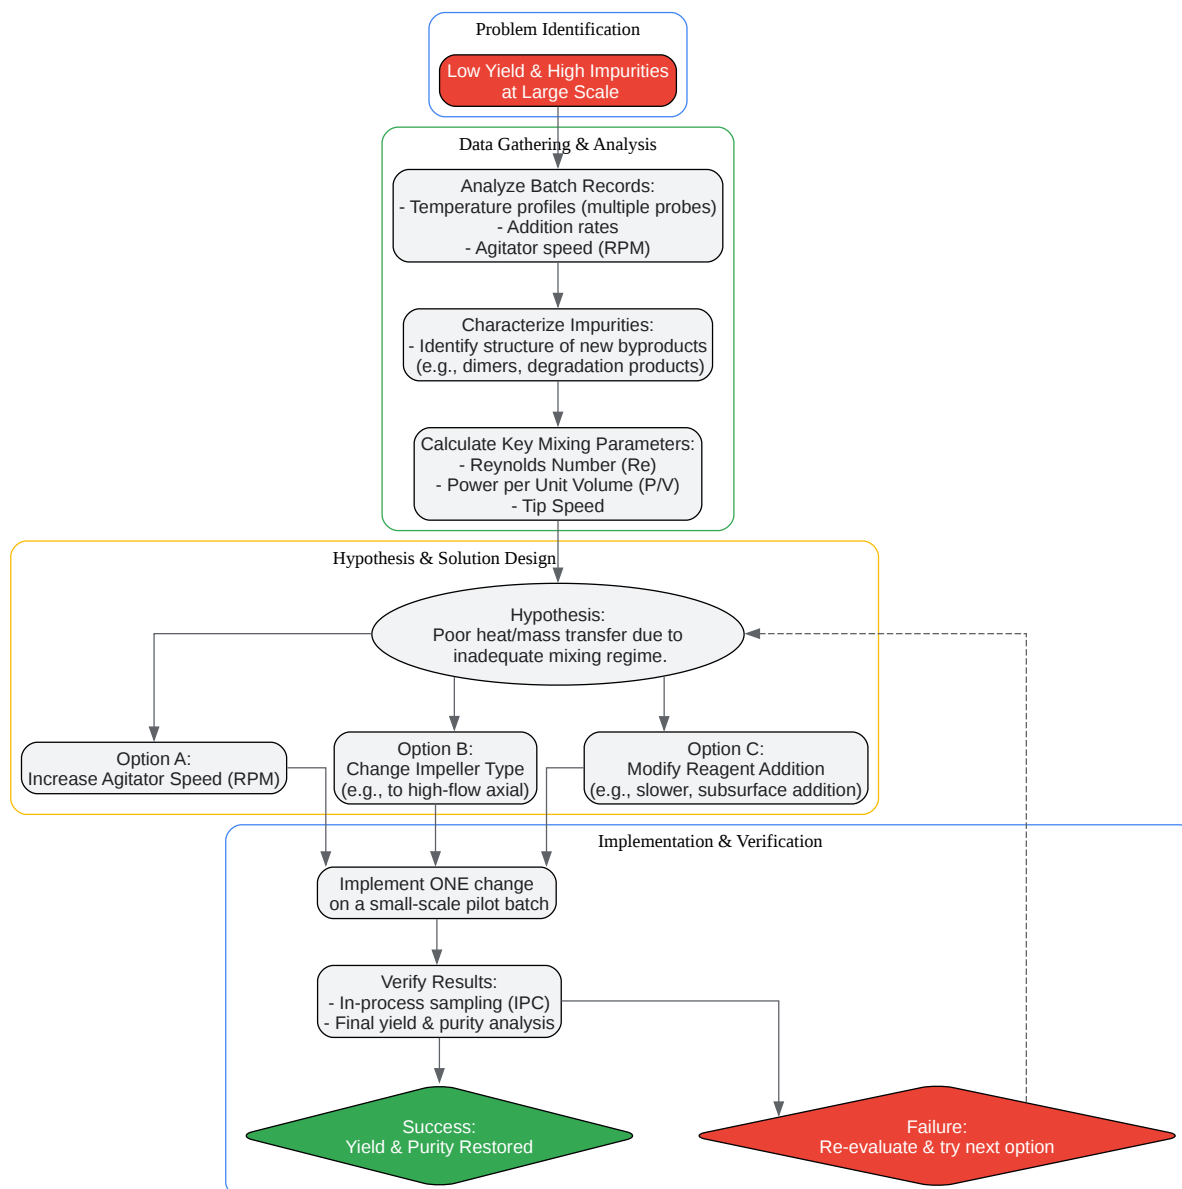 Problem Identification
Low Yield & High Impurities
at Large Scale
Data Gathering & Analysis
Analyze Batch Records:
- Temperature profiles (multiple probes)
- Addition rates
- Agitator speed (RPM)
Characterize Impurities:
- Identify structure of new byproducts
(e.g., dimers, degradation products)
Calculate Key Mixing Parameters:
- Reynolds Number (Re)
- Power per Unit Volume (P/V)
- Tip Speed
Hypothesis & Solution Design
Hypothesis:
Poor heat/mass transfer due to
inadequate mixing regime.
Option A:
Increase Agitator Speed (RPM)
Option B:
Change Impeller Type
(e.g., to high-flow axial)
Option C:
Modify Reagent Addition
(e.g., slower, subsurface addition)
Implementation & Verification
Implement ONE change
on a small-scale pilot batch
Verify Results:
- In-process sampling (IPC)
- Final yield & purity analysis
Success:
Yield & Purity Restored
Failure:
Re-evaluate & try next option